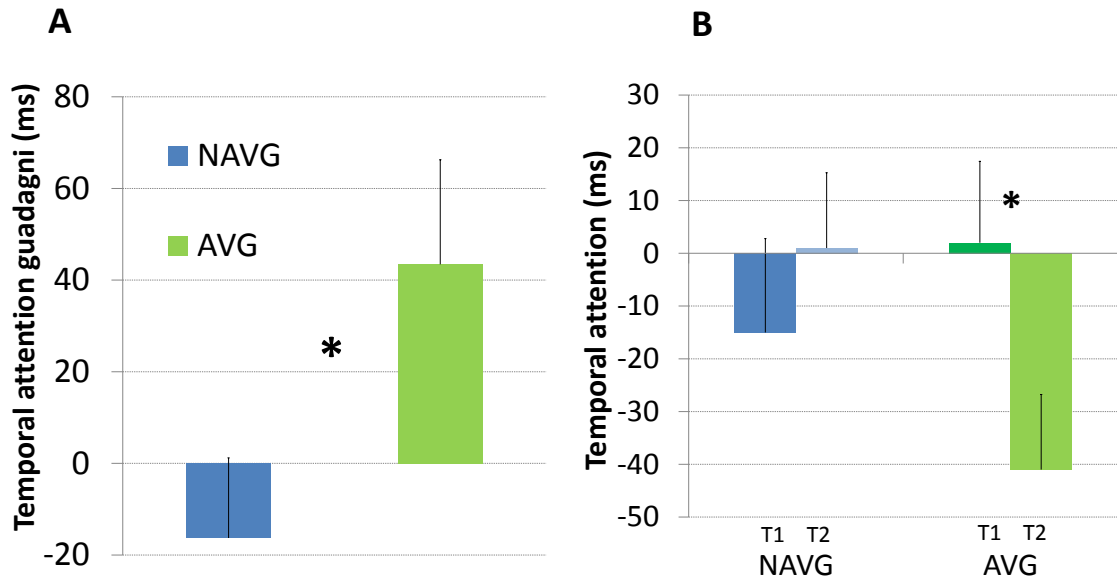 A
Temporal attention guadagni (ms)
80
60
40
20
0
-20
NAVG
AVG
*
B
Temporal attention (ms)
30
20
10
0
-10
-20
-30
-40
-50
*
T1 T2 T1 T2
NAVG AVG